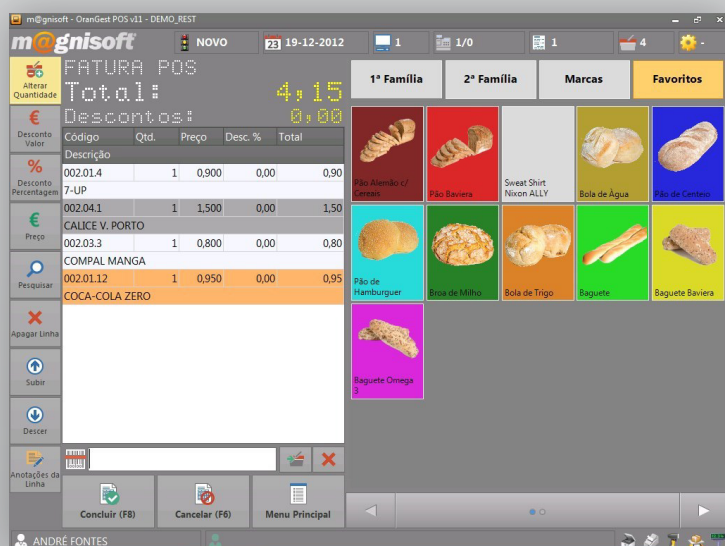 m@gnisoft - OranGest POS v11 - DEMO_REST
m@gnisoft
NOVO
23 19-12-2012
1
1/0
1
4
-
Alterar
Quantidade
€
Desconto
Valor
%
Desconto
Percentagem
€
Preço
Pesquisar
Apagar Linha
Subir
Descer
Anotações da
Linha
FATURA POS
Total: 4,15
Descontos: 0,00
Código Qtd. Preço Desc. % Total
Descrição
002.01.4 1 0,900 0,00 0,90
7-UP
002.04.1 1 1,500 0,00 1,50
CALICE V. PORTO
002.03.3 1 0,800 0,00 0,80
COMPAL MANGA
002.01.12 1 0,950 0,00 0,95
COCA-COLA ZERO
Concluir (F8)
Cancelar (F6)
Menu Principal
1ª Família
2ª Família
Marcas
Favoritos
Pão Alemão c/
Cereais
Pão Baviera
Sweat Shirt
Nixon ALLY
Bola de Àgua
Pão de Centeio
Pão de
Hamburguer
Broa de Milho
Bola de Trigo
Baguete
Baguete Baviera
Baguete Omega
3
ANDRÉ FONTES